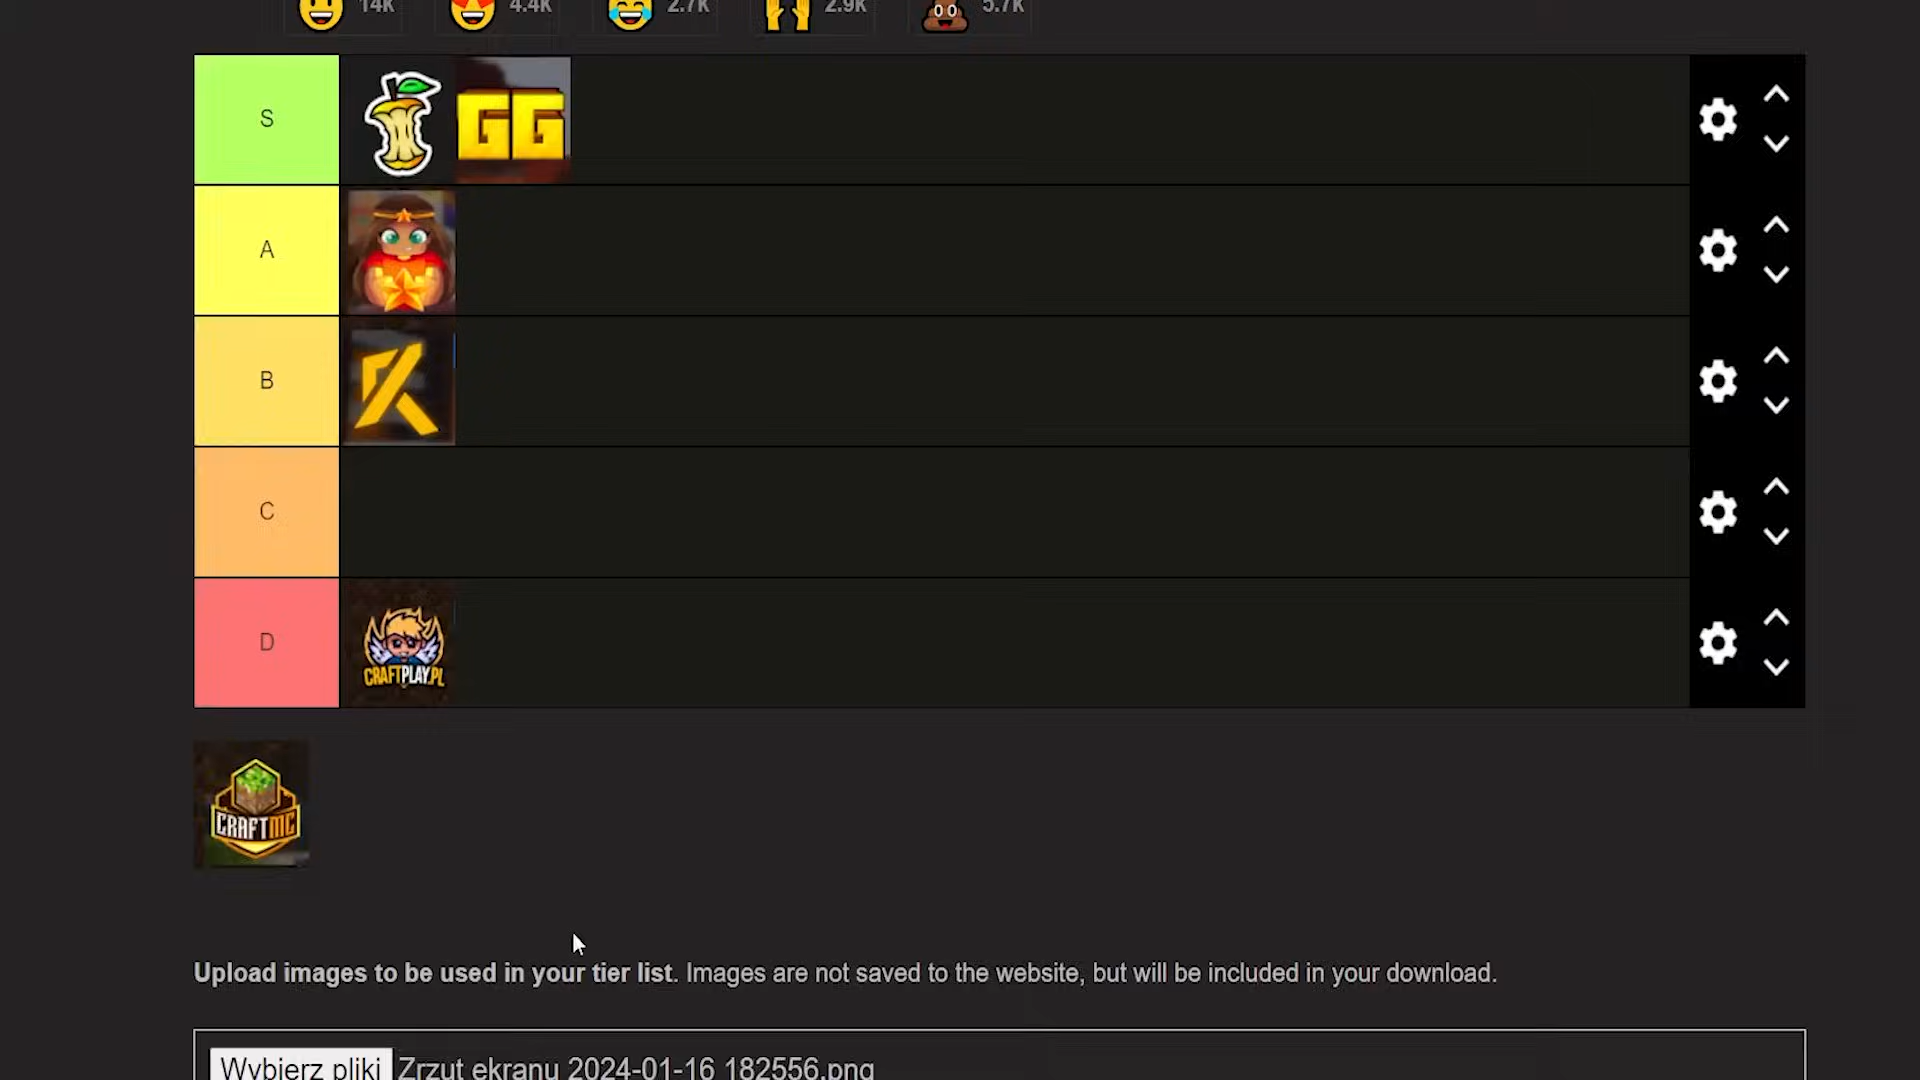 14K 4.4K 2.7K 2.9K 5.7K
S
GG
A
B
C
D
CRAFTPLAY.PL
CRAFTMC
Upload images to be used in your tier list. Images are not saved to the website, but will be included in your download.
Wybierz pliki Zrzut ekranu 2024-01-16 182556.png